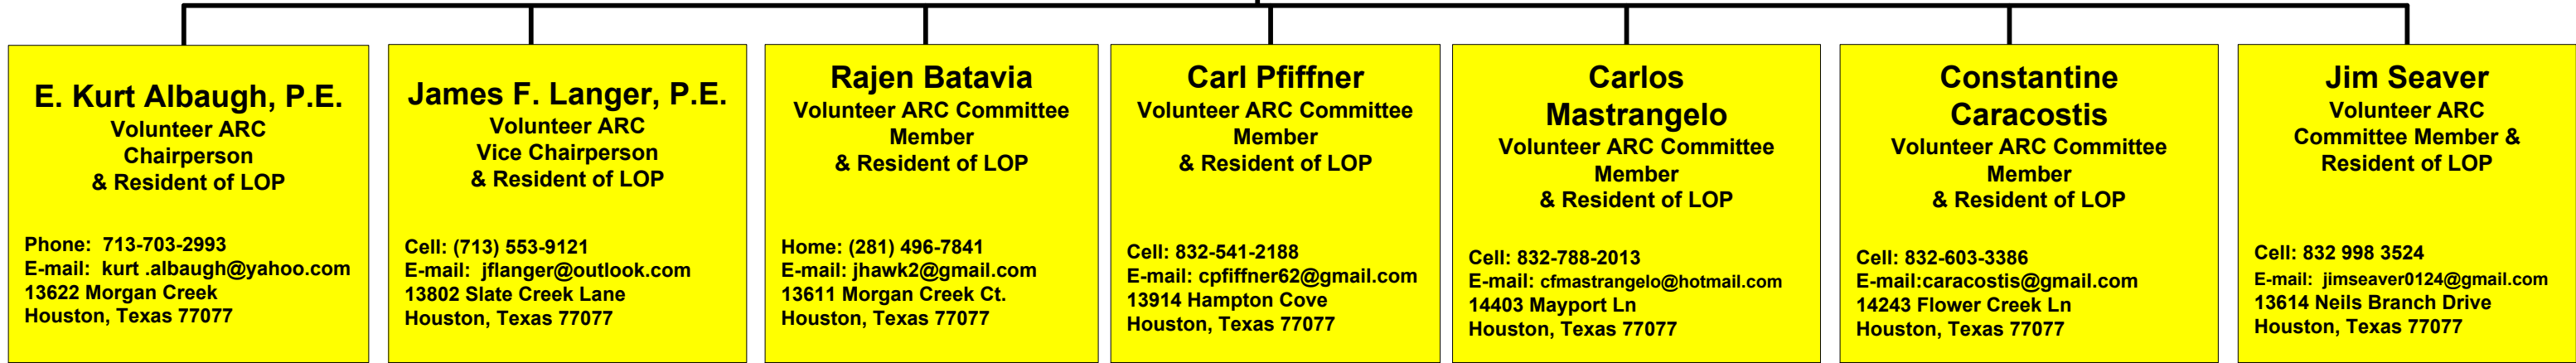 E. Kurt Albaugh, P.E.
Volunteer ARC
Chairperson
& Resident of LOP
Phone: 713-703-2993
E-mail: kurt .albaugh@yahoo.com
13622 Morgan Creek
Houston, Texas 77077
James F. Langer, P.E.
Volunteer ARC
Vice Chairperson
& Resident of LOP
Cell: (713) 553-9121
E-mail: jflanger@outlook.com
13802 Slate Creek Lane
Houston, Texas 77077
Rajen Batavia
Volunteer ARC Committee
Member
& Resident of LOP
Home: (281) 496-7841
E-mail: jhawk2@gmail.com
13611 Morgan Creek Ct.
Houston, Texas 77077
Carl Pfiffner
Volunteer ARC Committee
Member
& Resident of LOP
Cell: 832-541-2188
E-mail: cpfiffner62@gmail.com
13914 Hampton Cove
Houston, Texas 77077
Carlos
Mastrangelo
Volunteer ARC Committee
Member
& Resident of LOP
Cell: 832-788-2013
E-mail: cfmastrangelo@hotmail.com
14403 Mayport Ln
Houston, Texas 77077
Constantine
Caracostis
Volunteer ARC Committee
Member
& Resident of LOP
Cell: 832-603-3386
E-mail:caracostis@gmail.com
14243 Flower Creek Ln
Houston, Texas 77077
Jim Seaver
Volunteer ARC
Committee Member &
Resident of LOP
Cell: 832 998 3524
E-mail: jimseaver0124@gmail.com
13614 Neils Branch Drive
Houston, Texas 77077